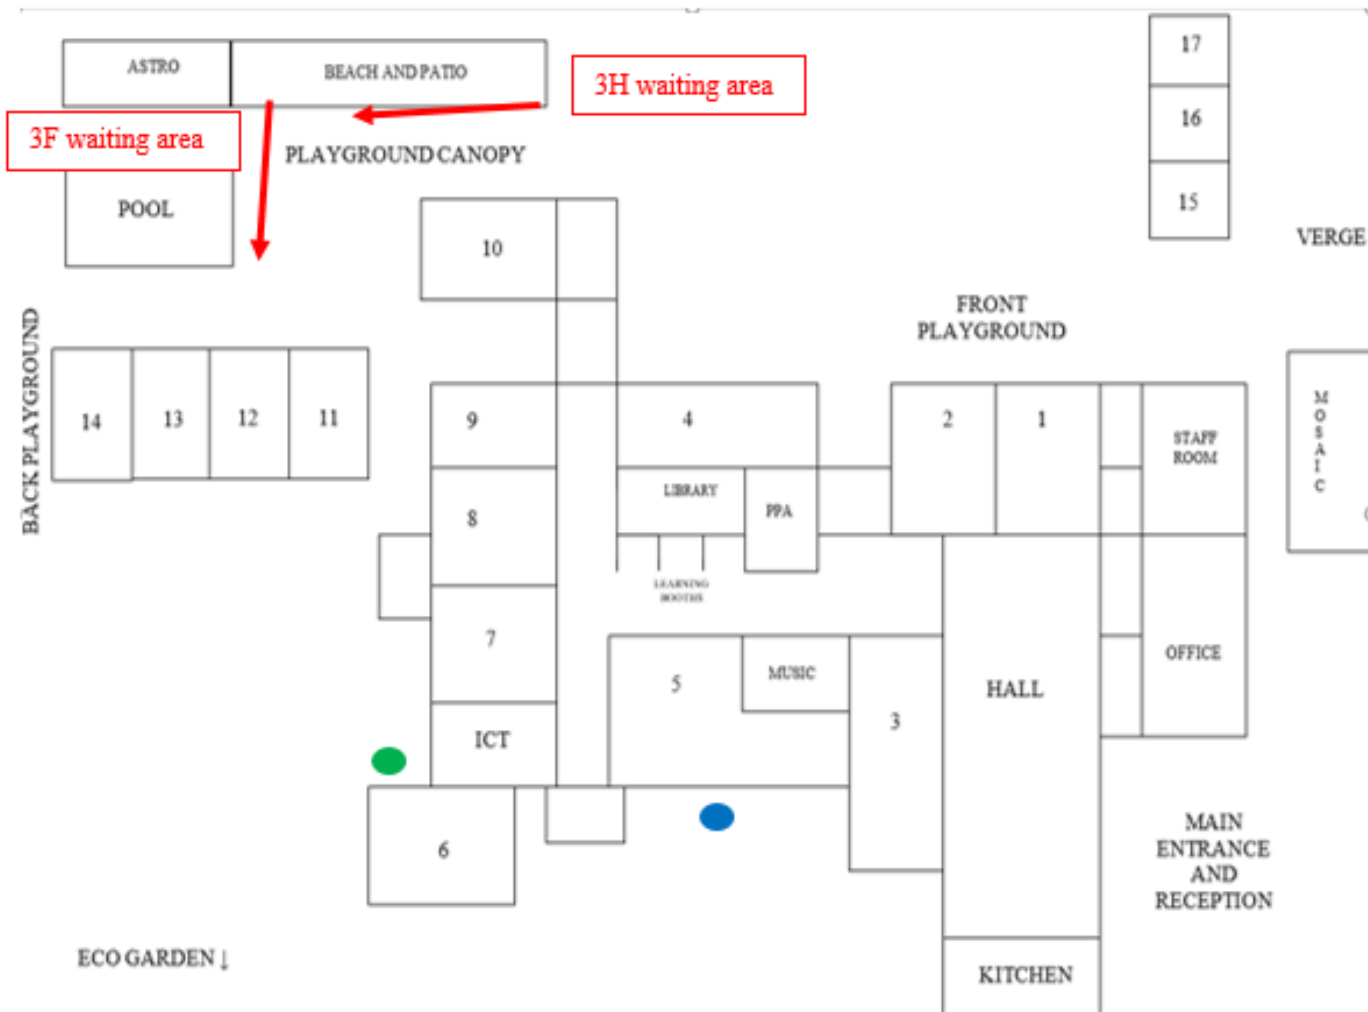 ASTRO
BEACH AND PATIO
3H waiting area
17
3F waiting area
PLAYGROUND CANOPY
16
POOL
15
10
VERGE
FRONT
PLAYGROUND
BACK PLAYGROUND
14
13
12
11
9
4
2
1
STAFF
ROOM
MOSAIC
8
LIBRARY
PPA
LEARNING
BOOTHS
7
5
MUSIC
3
HALL
OFFICE
ICT
6
MAIN
ENTRANCE
AND
RECEPTION
ECO GARDEN ↓
KITCHEN